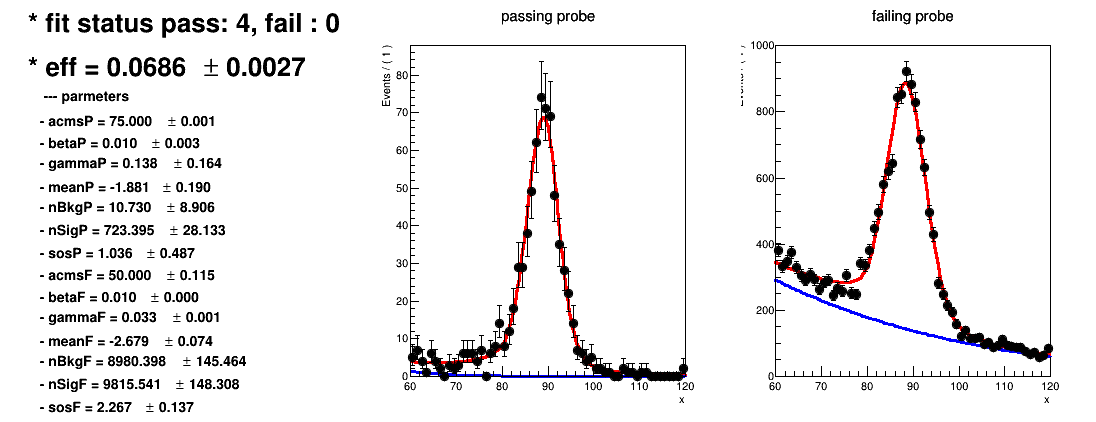 * fit status pass: 4, fail : 0
* eff = 0.0686 ± 0.0027
--- parmeters
- acmsP = 75.000 ± 0.001
- betaP = 0.010 ± 0.003
- gammaP = 0.138 ± 0.164
- meanP = -1.881 ± 0.190
- nBkgP = 10.730 ± 8.906
- nSigP = 723.395 ± 28.133
- sosP = 1.036 ± 0.487
- acmsF = 50.000 ± 0.115
- betaF = 0.010 ± 0.000
- gammaF = 0.033 ± 0.001
- meanF = -2.679 ± 0.074
- nBkgF = 8980.398 ± 145.464
- nSigF = 9815.541 ± 148.308
- sosF = 2.267 ± 0.137
passing probe
Events / ( 1 )
80
70
60
50
40
30
20
10
0
60 70 80 90 100 110 120
x
failing probe
1000
800
600
400
200
0
60 70 80 90 100 110 120
x